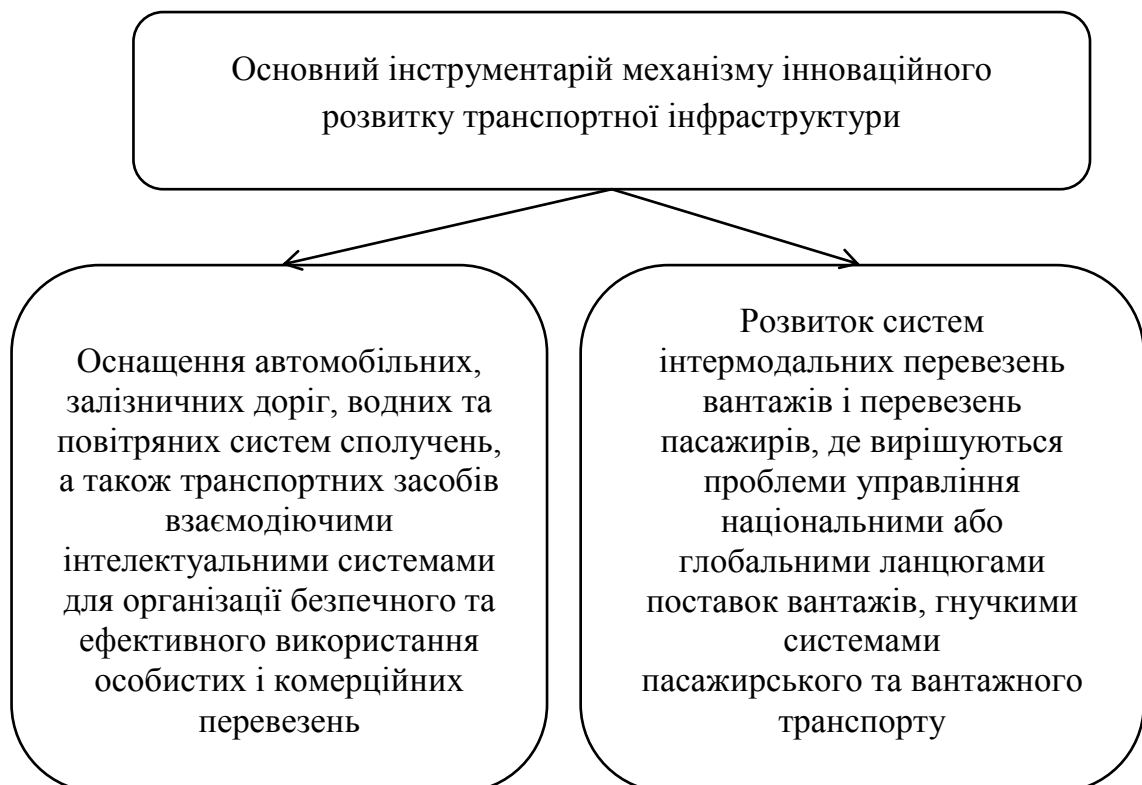 Основний інструментарій механізму інноваційного
розвитку транспортної інфраструктури
Оснащення автомобільних,
залізничних доріг, водних та
повітряних систем сполучень,
а також транспортних засобів
взаємодіючими
інтелектуальними системами
для організації безпечного та
ефективного використання
особистих і комерційних
перевезень
Розвиток систем
інтермодальних перевезень
вантажів і перевезень
пасажирів, де вирішуються
проблеми управління
національними або
глобальними ланцюгами
поставок вантажів, гнучкими
системами
пасажирського та вантажного
транспорту